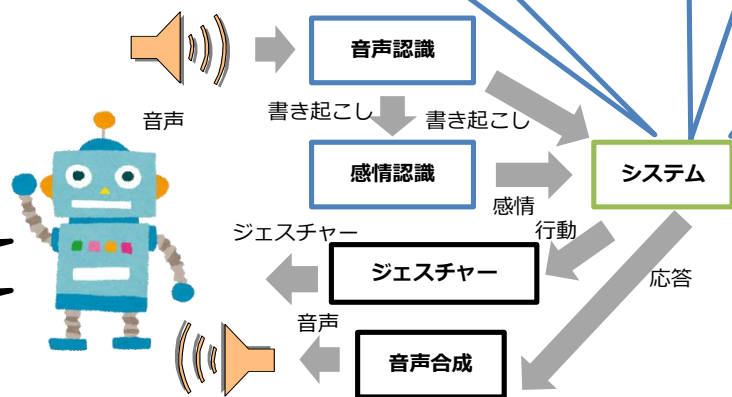 音声認識
音声
書き起こし
書き起こし
感情認識
システム
感情
ジェスチャー
行動
ジェスチャー
応答
音声
音声合成